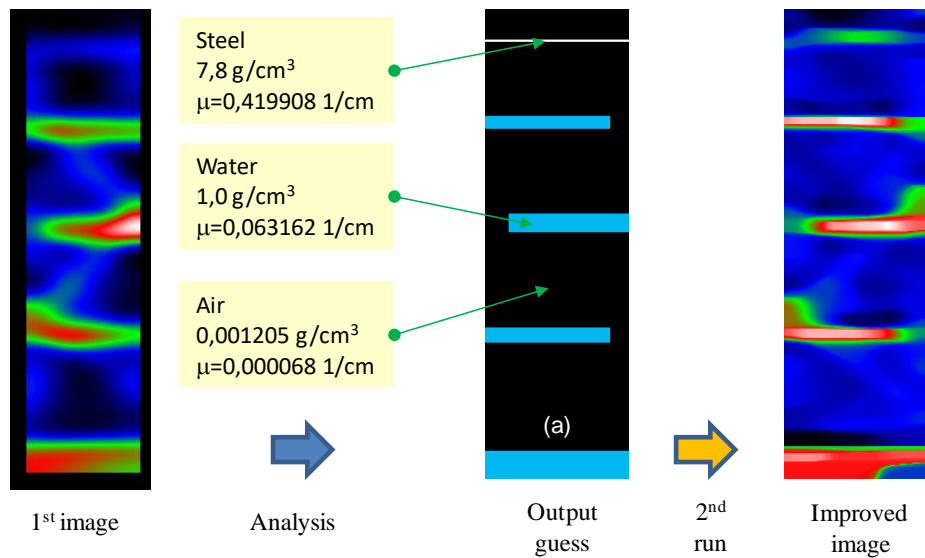 Steel
7,8 g/cm³
μ=0,419908 1/cm
Water
1,0 g/cm³
μ=0,063162 1/cm
Air
0,001205 g/cm³
μ=0,000068 1/cm
(a)
1st image
Analysis
Output
guess
2nd
run
Improved
image